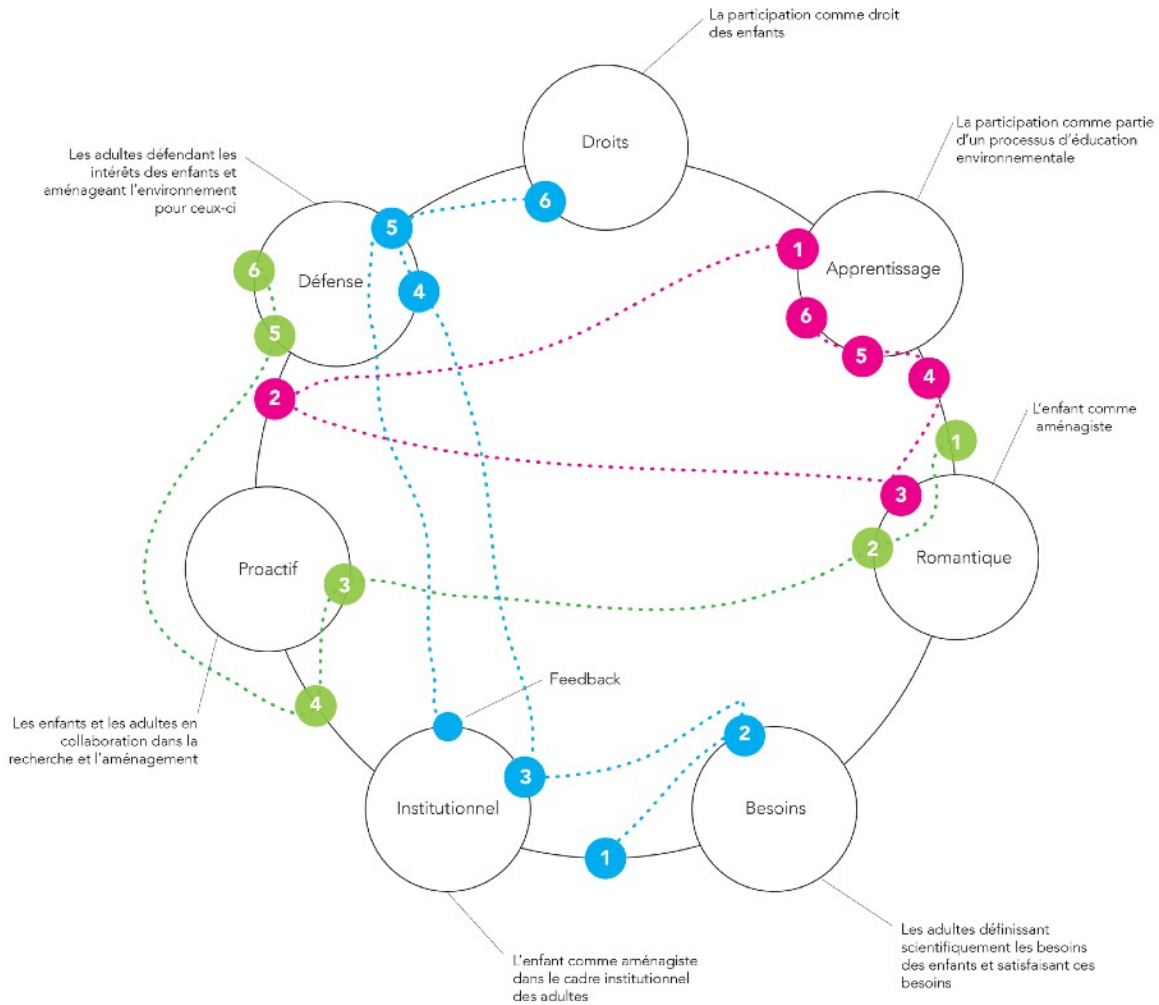 La participation comme droit
des enfants
Droits
La participation comme partie
d'un processus d'éducation
environnementale
Les adultes défendant les
intérêts des enfants et
aménageant l'environnement
pour ceux-ci
6
5
1
Apprentissage
6
Défense
4
6
5
5
4
2
L'enfant comme
aménagiste
1
3
2
Romantique
Proactif
3
4
Feedback
Les enfants et les adultes en
collaboration dans la
recherche et l'aménagement
2
3
Institutionnel
Besoins
1
L'enfant comme aménagiste
dans le cadre institutionnel
des adultes
Les adultes définissant
scientifiquement les besoins
des enfants et satisfaisant ces
besoins